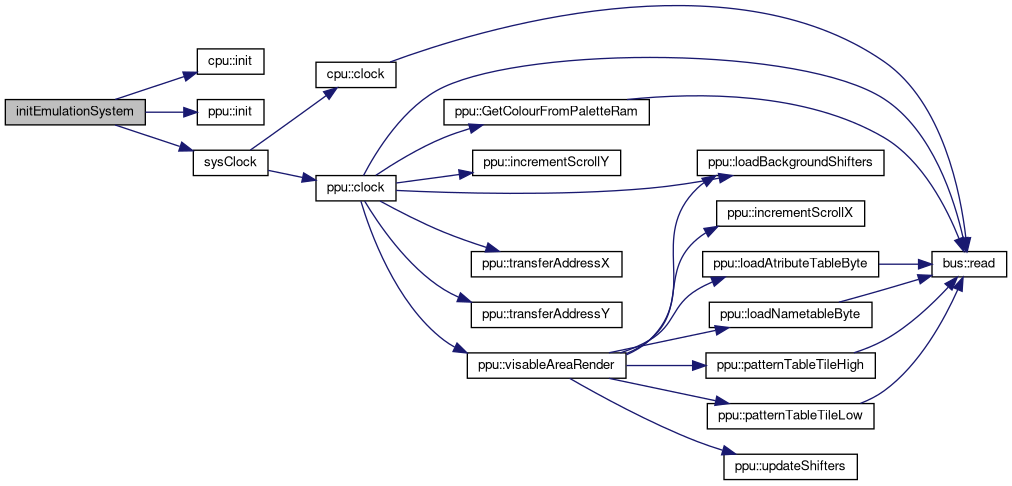 initEmulationSystem
cpu::init
ppu::init
sysClock
cpu::clock
ppu::clock
ppu::GetColourFromPaletteRam
ppu::incrementScrollY
ppu::transferAddressX
ppu::transferAddressY
ppu::visableAreaRender
ppu::loadBackgroundShifters
ppu::incrementScrollX
ppu::loadAtributeTableByte
ppu::loadNametableByte
ppu::patternTableTileHigh
ppu::patternTableTileLow
ppu::updateShifters
bus::read